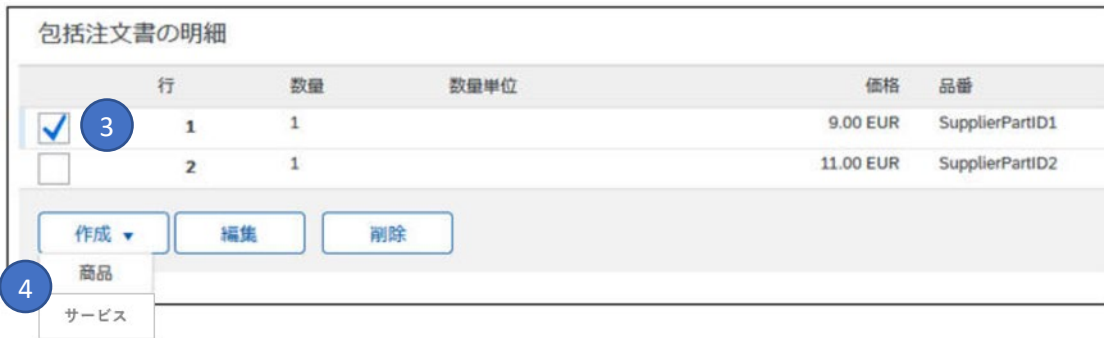 包括注文書の明細
行 数量 数量単位 価格 品番
3 1 1 9.00 EUR SupplierPartID1
2 1 11.00 EUR SupplierPartID2
作成 ▼ 編集 削除
商品
4
サービス